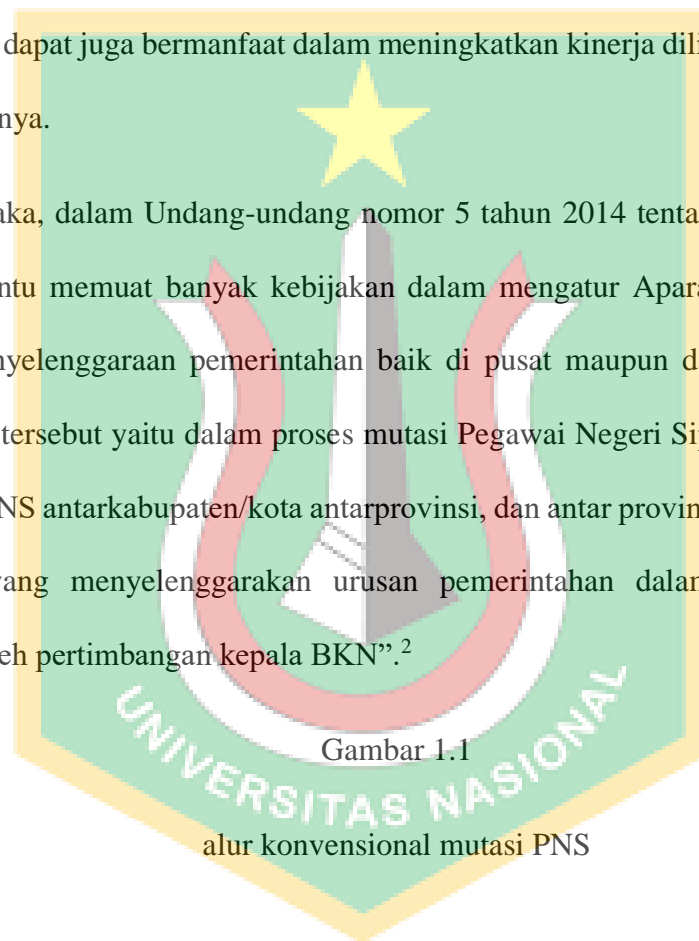 dapat juga bermanfaat dalam meningkatkan kinerja dili
nya.
aka, dalam Undang-undang nomor 5 tahun 2014 tenta
ntu memuat banyak kebijakan dalam mengatur Apara
nyelenggaraan pemerintahan baik di pusat maupun d
tersebut yaitu dalam proses mutasi Pegawai Negeri Sip
NS antarkabupaten/kota antarprovinsi, dan antar provin
yang menyelenggarakan urusan pemerintahan dalam
eh pertimbangan kepala BKN”.2
Gambar 1.1
UNIVERSITAS NASIONAL
alur konvensional mutasi PNS